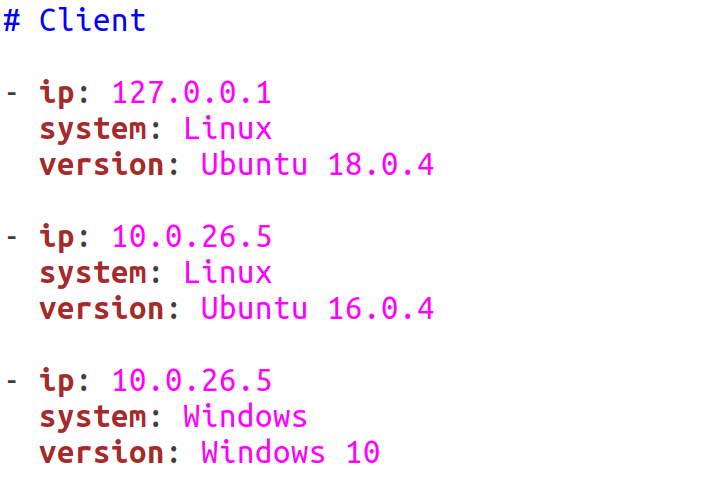 # Client
- ip: 127.0.0.1
system: Linux
version: Ubuntu 18.0.4
- ip: 10.0.26.5
system: Linux
version: Ubuntu 16.0.4
- ip: 10.0.26.5
system: Windows
version: Windows 10